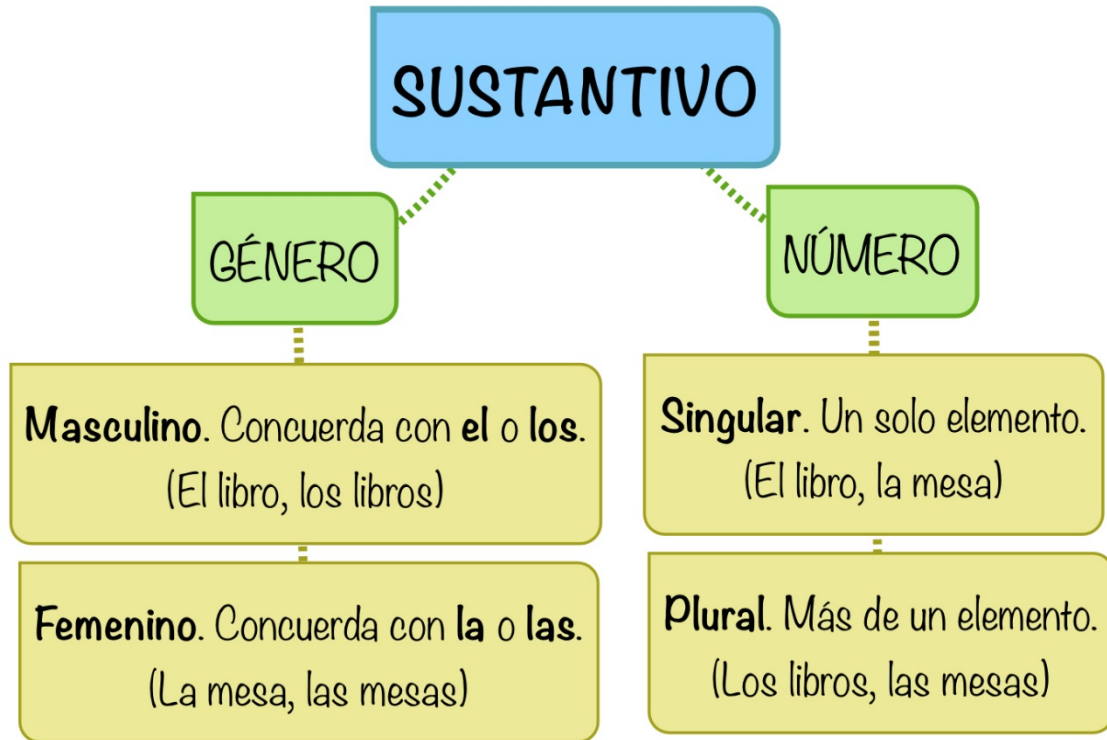 SUSTANTIVO
GÉNERO
Masculino. Concuerda con el o los.
(El libro, los libros)
Femenino. Concuerda con la o las.
(La mesa, las mesas)
NÚMERO
Singular. Un solo elemento.
(El libro, la mesa)
Plural. Más de un elemento.
(Los libros, las mesas)